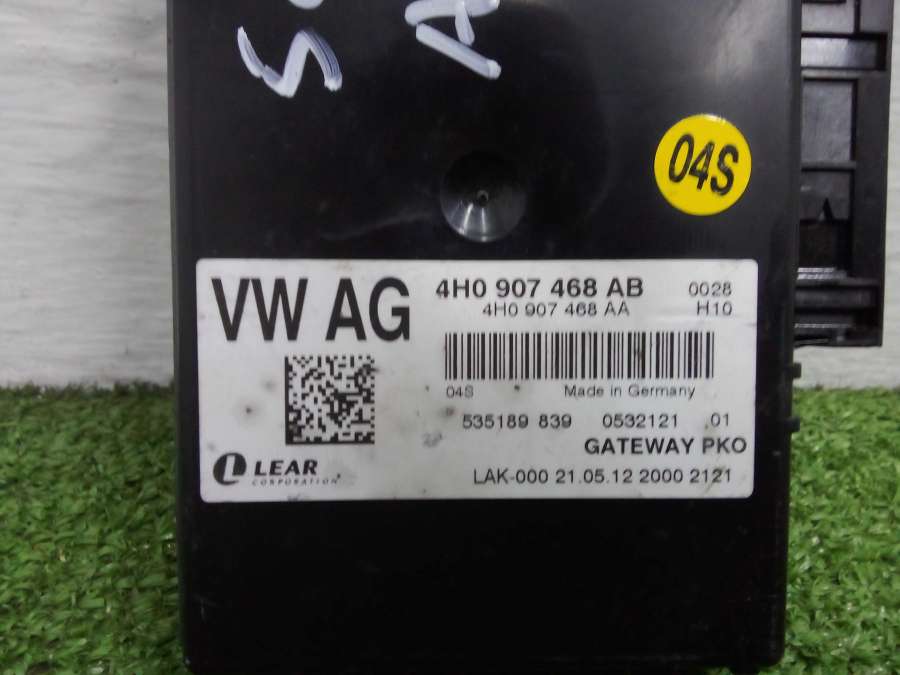 04S
VW AG
4H0 907 468 AB 0028
4H0 907 468 AA H10
04S Made in Germany
535189 839 0532121 01
GATEWAY PKO
LEAR
CORPORATION
LAK-000 21.05.12 2000 2121